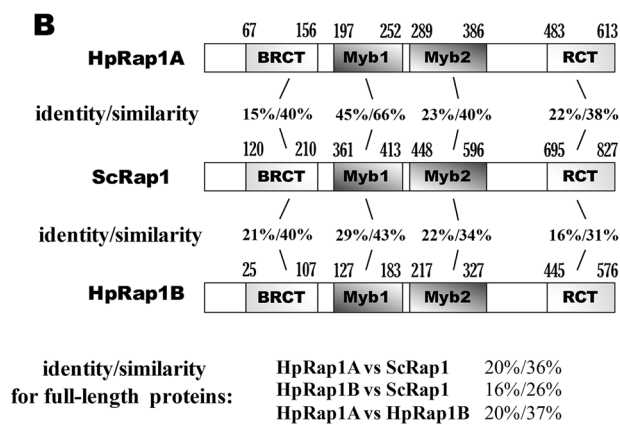 B
67 156 197 252 289 386 483 613
HpRap1A BRCT Myb1 Myb2 RCT
identity/similarity 15%/40% 45%/66% 23%/40% 22%/38%
120 210 361 413 448 596 695 827
ScRap1 BRCT Myb1 Myb2 RCT
identity/similarity 21%/40% 29%/43% 22%/34% 16%/31%
25 107 127 183 217 327 445 576
HpRap1B BRCT Myb1 Myb2 RCT
identity/similarity HpRap1A vs ScRap1 20%/36%
for full-length proteins: HpRap1B vs ScRap1 16%/26%
HpRap1A vs HpRap1B 20%/37%